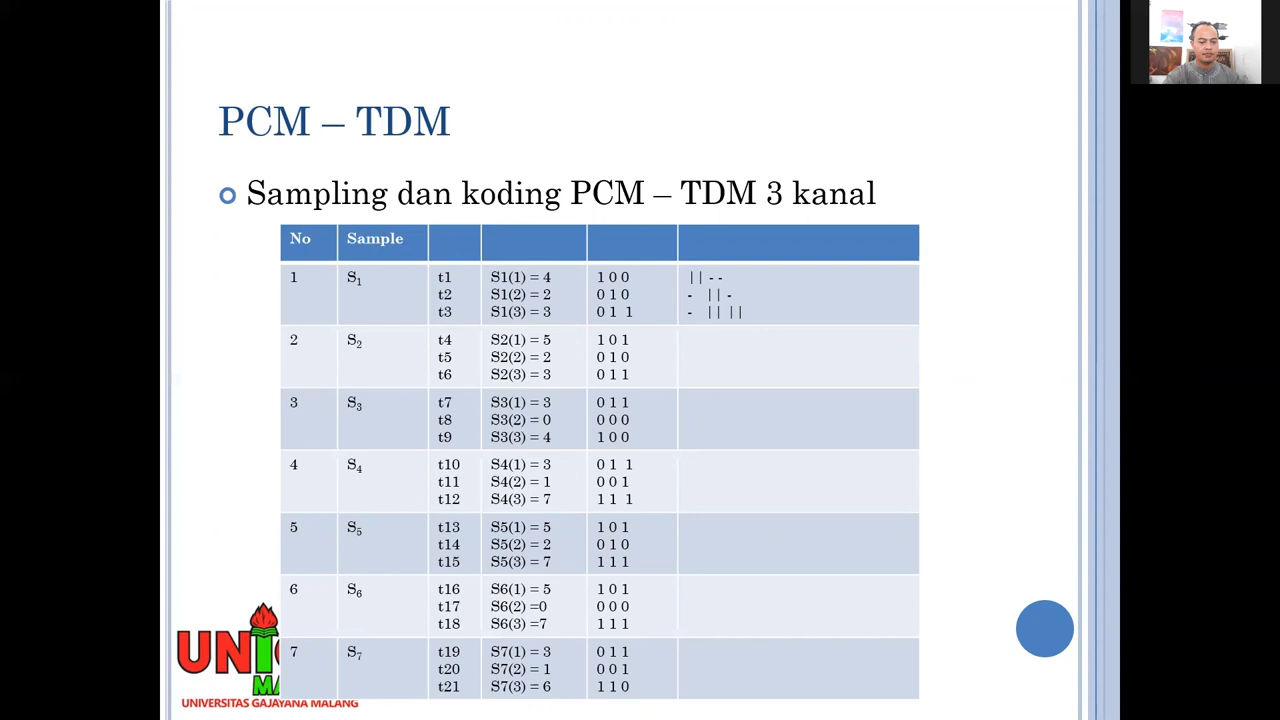 PCM – TDM
Sampling dan koding PCM – TDM 3 kanal
No Sample
1 S₁ t1 S1(1) = 4 1 0 0 || - -
t2 S1(2) = 2 0 1 0 - || -
t3 S1(3) = 3 0 1 1 - || ||
2 S₂ t4 S2(1) = 5 1 0 1
t5 S2(2) = 2 0 1 0
t6 S2(3) = 3 0 1 1
3 S₃ t7 S3(1) = 3 0 1 1
t8 S3(2) = 0 0 0 0
t9 S3(3) = 4 1 0 0
4 S₄ t10 S4(1) = 3 0 1 1
t11 S4(2) = 1 0 0 1
t12 S4(3) = 7 1 1 1
5 S₅ t13 S5(1) = 5 1 0 1
t14 S5(2) = 2 0 1 0
t15 S5(3) = 7 1 1 1
6 S₆ t16 S6(1) = 5 1 0 1
t17 S6(2) =0 0 0 0
t18 S6(3) =7 1 1 1
7 S₇ t19 S7(1) = 3 0 1 1
t20 S7(2) = 1 0 0 1
t21 S7(3) = 6 1 1 0
UNIVERSITAS GAJAYANA MALANG